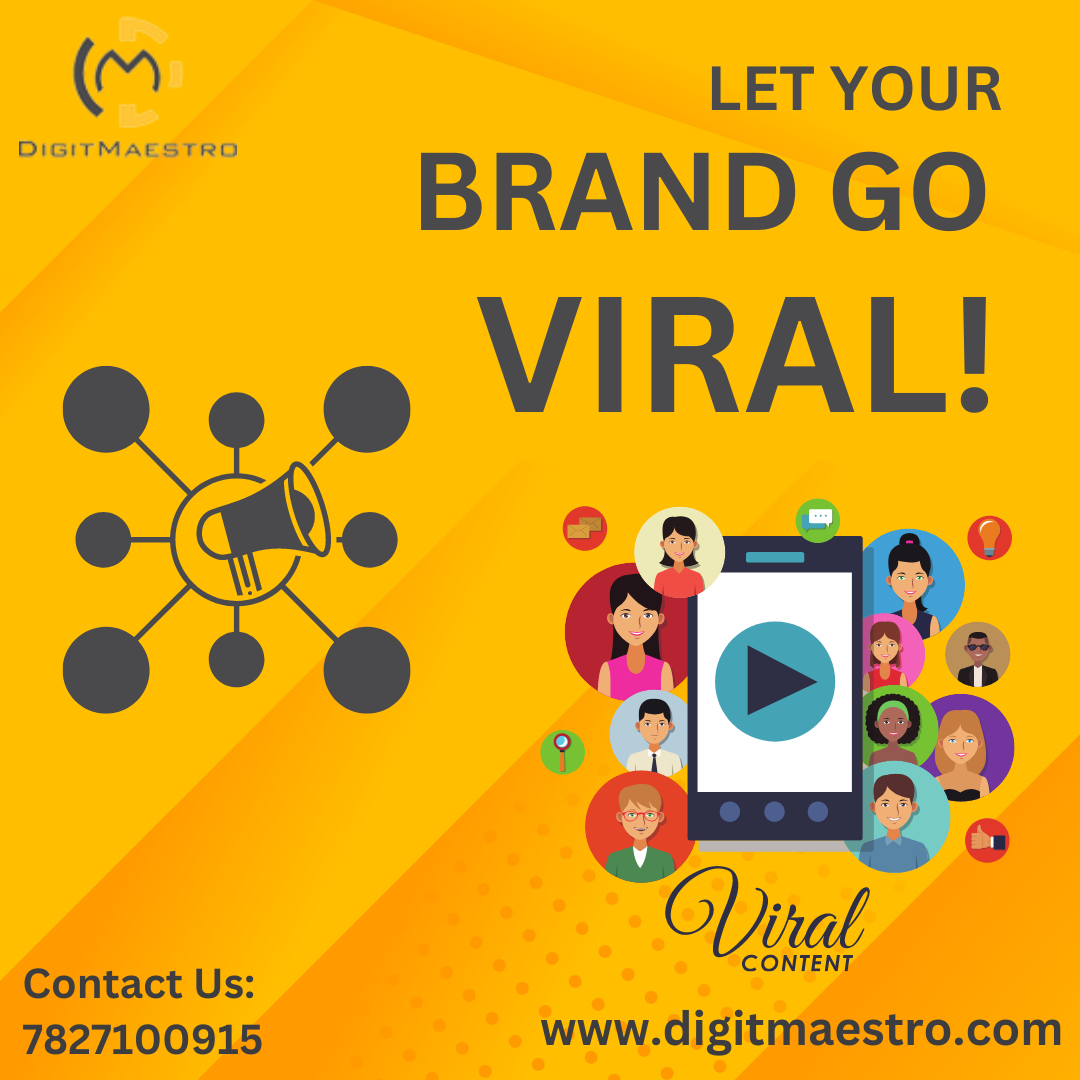 DIGITMAESTRO
LET YOUR
BRAND GO
VIRAL!
Viral
CONTENT
Contact Us:
7827100915
www.digitmaestro.com